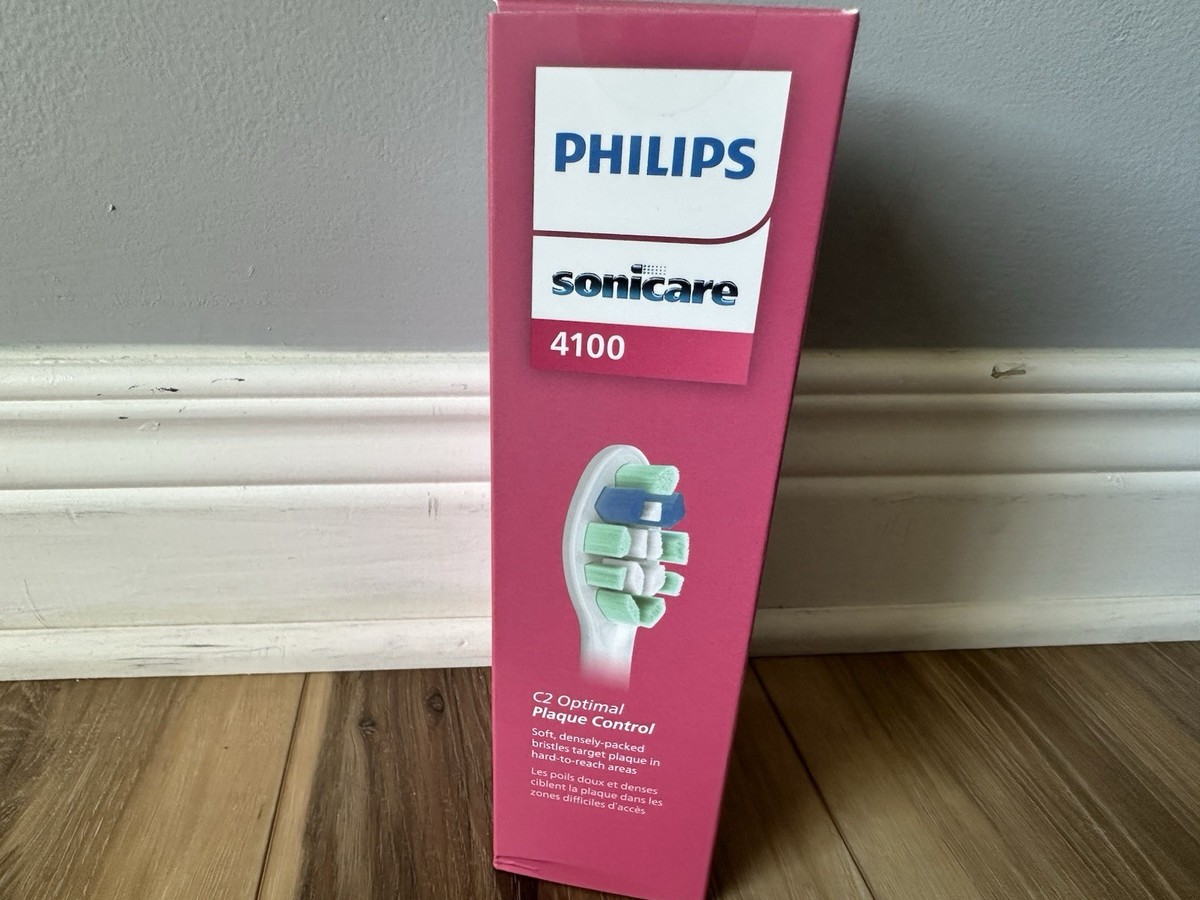 PHILIPS
sonicare
4100
C2 Optimal
Plaque Control
Soft, densely-packed
bristles target plaque in
hard-to-reach areas
Les poils doux et denses
ciblent la plaque dans les
zones difficiles d'accès